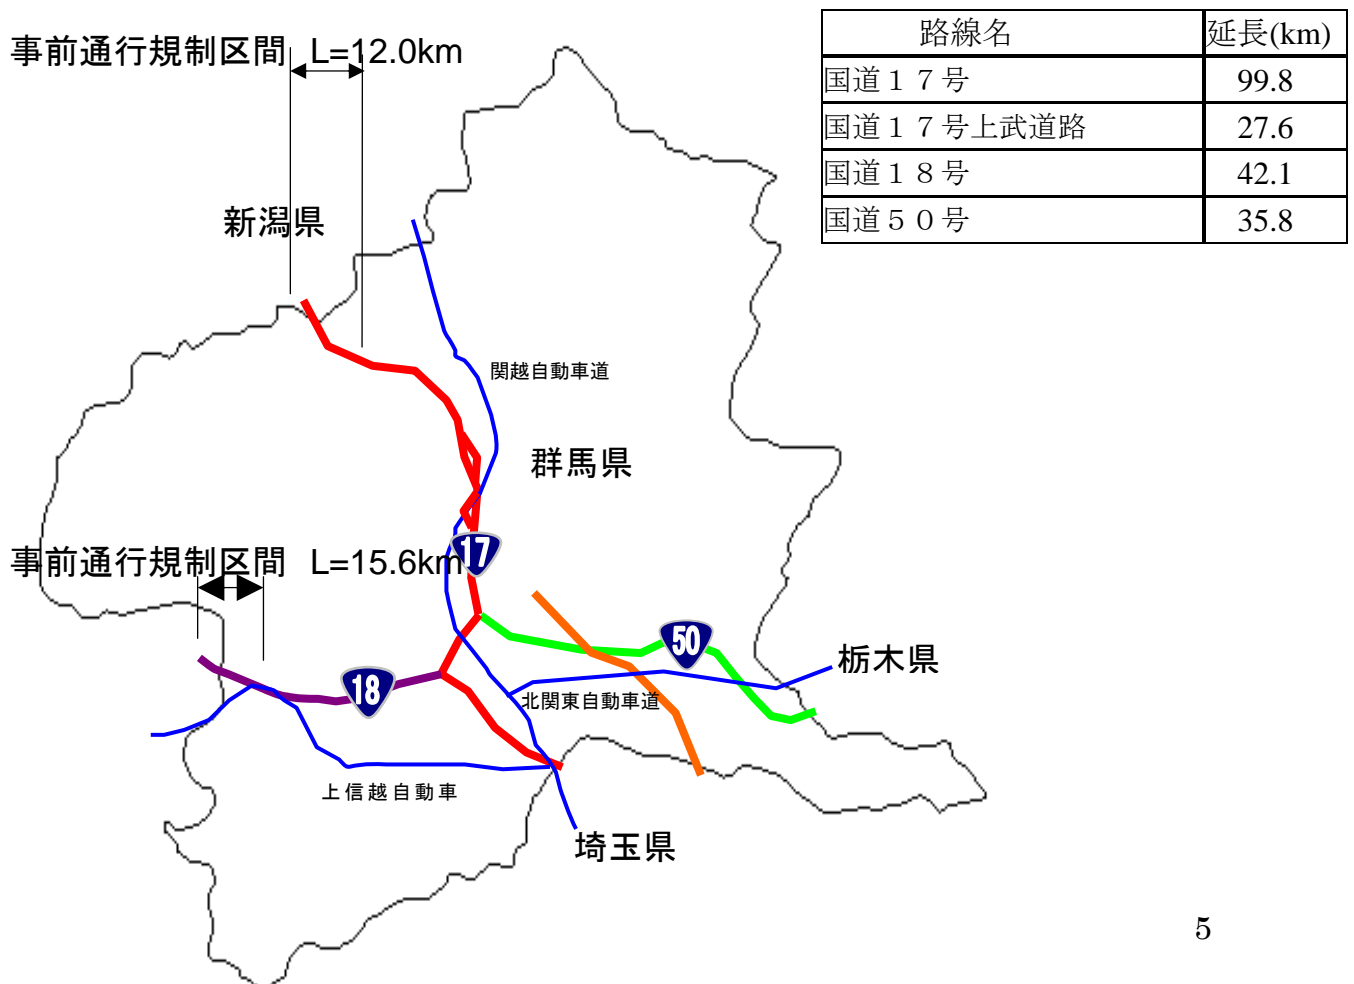 事前通行規制区間 L=12.0km
路線名 延長(km)
国道１７号 99.8
国道１７号上武道路 27.6
国道１８号 42.1
国道５０号 35.8
新潟県
関越自動車道
群馬県
事前通行規制区間 L=15.6km
17
50
栃木県
18
北関東自動車道
上信越自動車
埼玉県
5